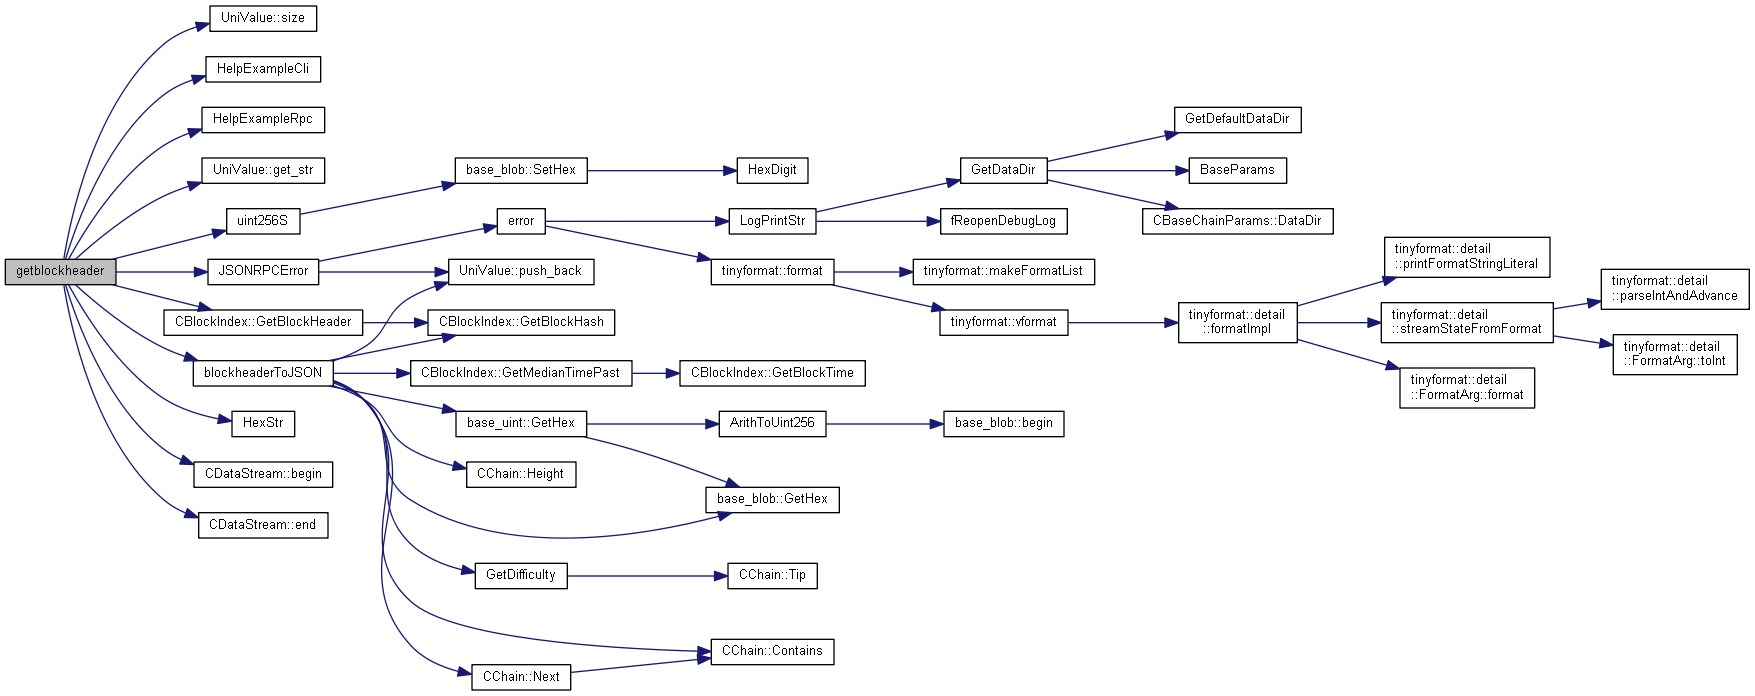 UniValue::size
HelpExampleCli
HelpExampleRpc
GetDefaultDataDir
UniValue::get_str
base_blob::SetHex
HexDigit
GetDataDir
BaseParams
uint256S
error
LogPrintStr
fReopenDebugLog
CBaseChainParams::DataDir
getblockheader
JSONRPCError
UniValue::push_back
tinyformat::format
tinyformat::makeFormatList
tinyformat::detail
::printFormatStringLiteral
tinyformat::detail
::parseIntAndAdvance
CBlockIndex::GetBlockHeader
CBlockIndex::GetBlockHash
tinyformat::vformat
tinyformat::detail
::formatImpl
tinyformat::detail
::streamStateFromFormat
tinyformat::detail
::FormatArg::toInt
blockheaderToJSON
CBlockIndex::GetMedianTimePast
CBlockIndex::GetBlockTime
tinyformat::detail
::FormatArg::format
HexStr
base_uint::GetHex
ArithToUint256
base_blob::begin
CDataStream::begin
CChain::Height
base_blob::GetHex
CDataStream::end
GetDifficulty
CChain::Tip
CChain::Contains
CChain::Next